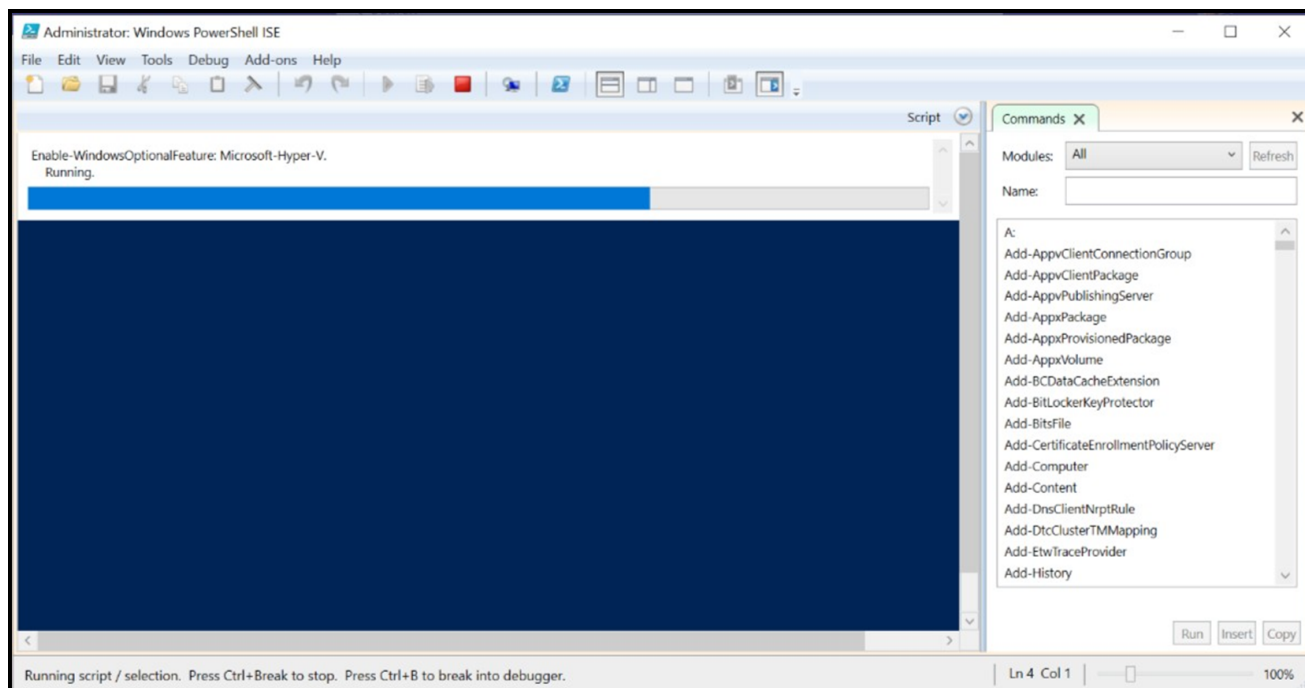 Administrator: Windows PowerShell ISE
File Edit View Tools Debug Add-ons Help
Script
Enable-WindowsOptionalFeature: Microsoft-Hyper-V.
Running.
Commands
Modules: All Refresh
Name:
A:
Add-AppvClientConnectionGroup
Add-AppvClientPackage
Add-AppvPublishingServer
Add-AppxPackage
Add-AppxProvisionedPackage
Add-AppxVolume
Add-BCDataCacheExtension
Add-BitLockerKeyProtector
Add-BitsFile
Add-CertificateEnrollmentPolicyServer
Add-Computer
Add-Content
Add-DnsClientNrptRule
Add-DtcClusterTMMapping
Add-EtwTraceProvider
Add-History
Run Insert Copy
Running script / selection. Press Ctrl+Break to stop. Press Ctrl+B to break into debugger.
Ln 4 Col 1
100%